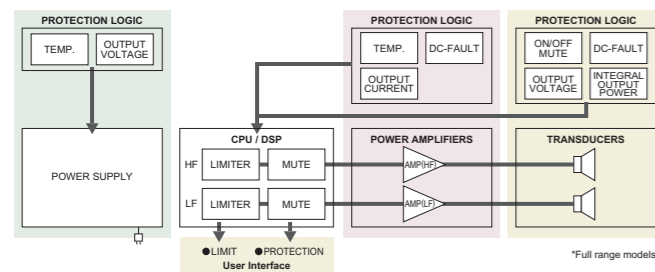 PROTECTION LOGIC
TEMP.
OUTPUT
VOLTAGE
POWER SUPPLY
PROTECTION LOGIC
TEMP.
DC-FAULT
OUTPUT
CURRENT
PROTECTION LOGIC
ON/OFF
MUTE
DC-FAULT
OUTPUT
VOLTAGE
INTEGRAL
OUTPUT
POWER
CPU / DSP
HF
LIMITER
MUTE
LF
LIMITER
MUTE
POWER AMPLIFIERS
AMP(HF)
AMP(LF)
TRANSDUCERS
●LIMIT ●PROTECTION
User Interface
*Full range models